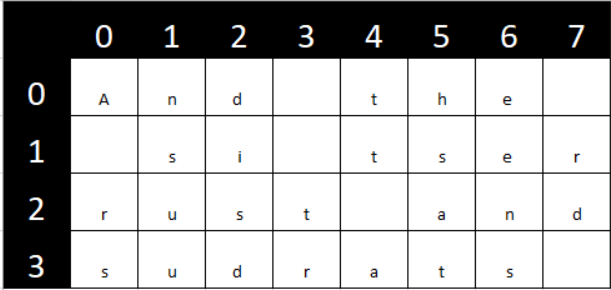 0 1 2 3 4 5 6 7
0 A n d t h e
1 s i t s e r
2 r u s t a n d
3 s u d r a t s